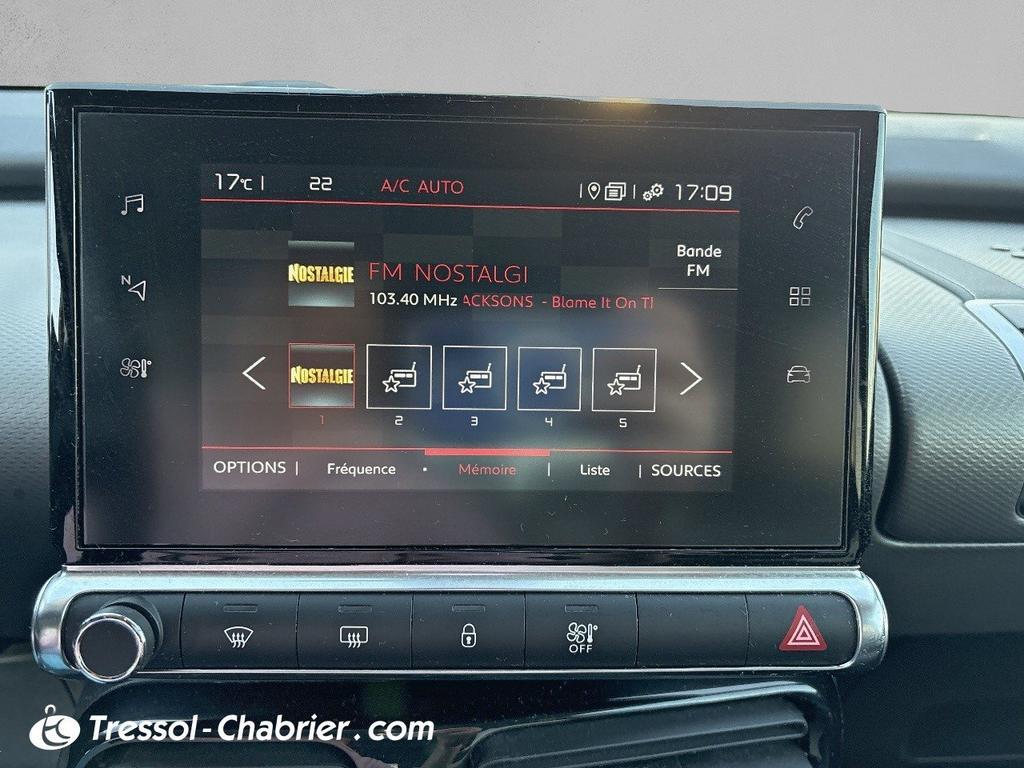 17°C | 22 A/C AUTO 17:09
NOSTALGIE
FM NOSTALGI
Bande
FM
103.40 MHz ACKSONS - Blame It On T
N
NOSTALGIE
1 2 3 4 5
OPTIONS | Fréquence · Mémoire | Liste | SOURCES
OFF
Tressol-Chabrier.com